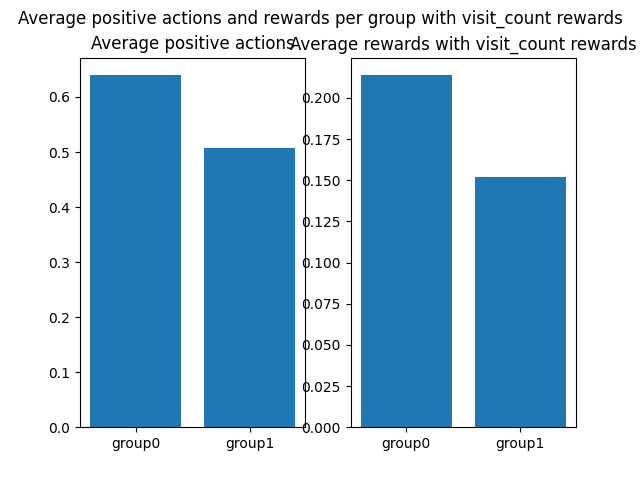 Average positive actions and rewards per group with visit_count rewards
Average positive actions
Average rewards with visit_count rewards
0.6
0.5
0.4
0.3
0.2
0.1
0.0
group0
group1
0.200
0.175
0.150
0.125
0.100
0.075
0.050
0.025
0.000
group0
group1